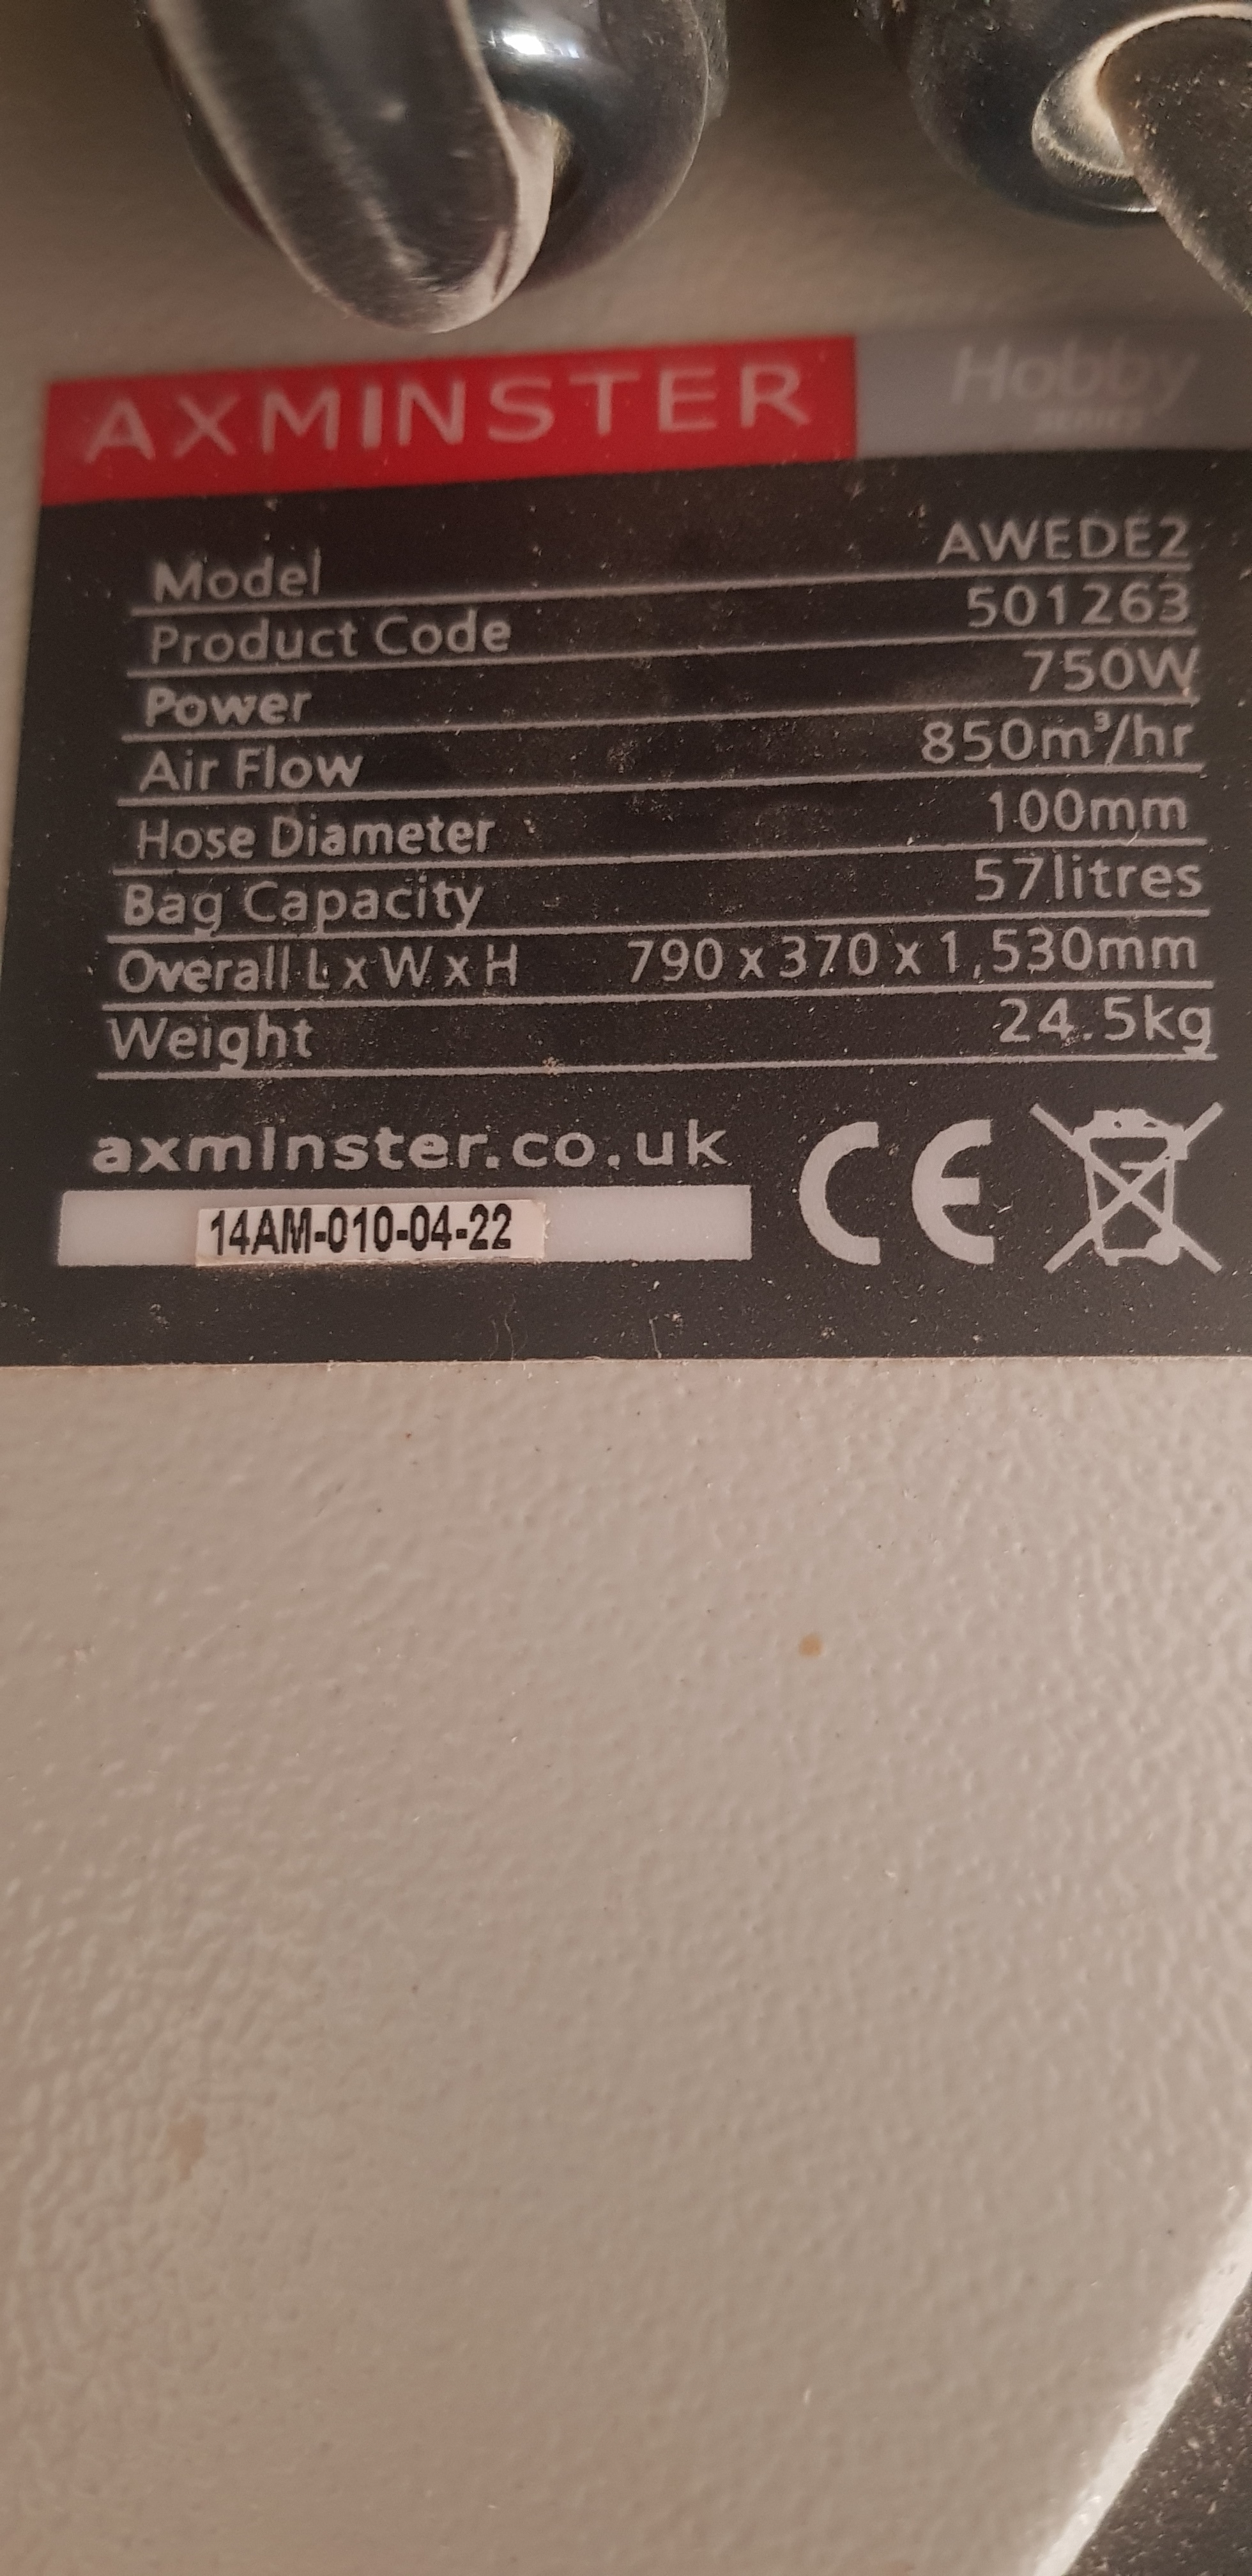 AXMINSTER Hobby
SERIES
Model AWEDE2
Product Code 501263
Power 750W
Air Flow 850m³/hr
Hose Diameter 100mm
Bag Capacity 57litres
Overall L x W x H 790 x 370 x 1,530mm
Weight 24.5kg
axminster.co.uk
CE
14AM-010-04-22